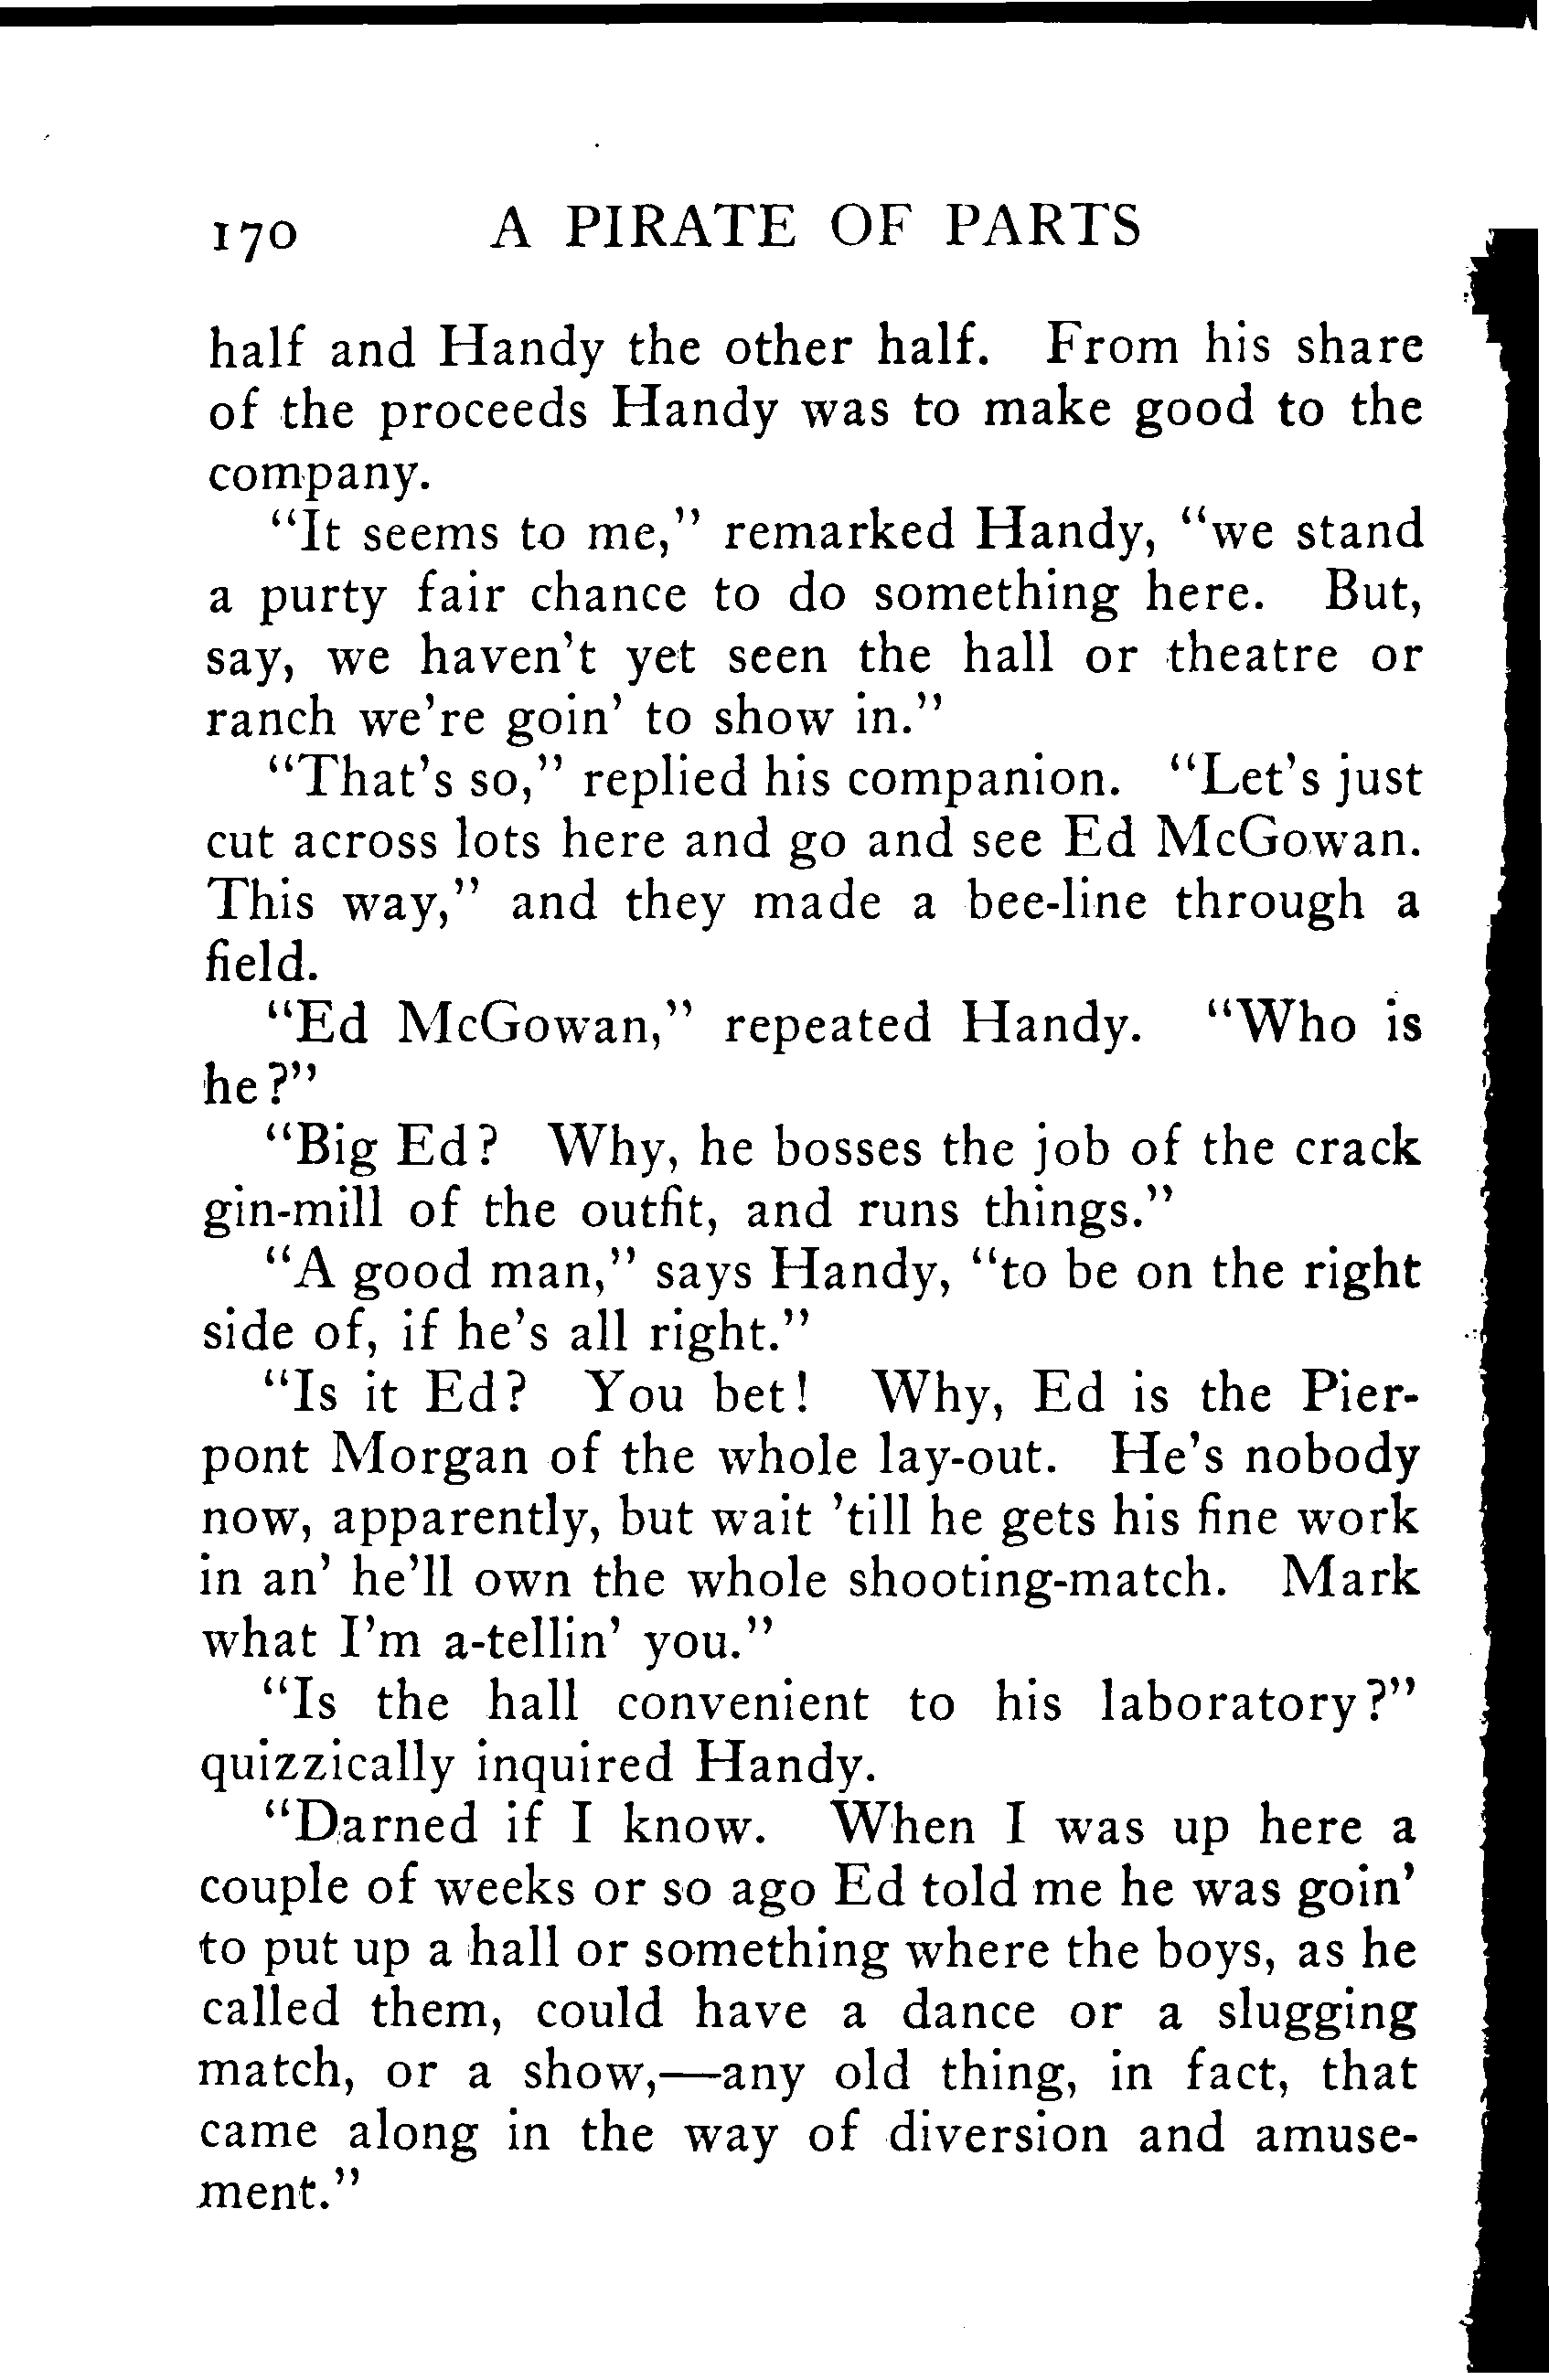 170 A PIRATE OF PARTS
half and Handy the other half. From his share
of the proceeds Handy was to make good to the
company.
"It seems to me," remarked Handy, "we stand
a purty fair chance to do something here. But,
say, we haven't yet seen the hall or theatre or
ranch we're goin' to show in."
"That's so," replied his companion. "Let's just
cut across lots here and go and see Ed McGowan.
This way," and they made a bee-line through a
field.
"Ed McGowan," repeated Handy. "Who is
he?"
"Big Ed? Why, he bosses the job of the crack
gin-mill of the outfit, and runs things."
"A good man," says Handy, "to be on the right
side of, if he's all right."
"Is it Ed? You bet! Why, Ed is the Pier-
pont Morgan of the whole lay-out. He's nobody
now, apparently, but wait 'till he gets his fine work
in an' he'll own the whole shooting-match. Mark
what I'm a-tellin' you."
"Is the hall convenient to his laboratory?"
quizzically inquired Handy.
"Darned if I know. When I was up here a
couple of weeks or so ago Ed told me he was goin'
to put up a hall or something where the boys, as he
called them, could have a dance or a slugging
match, or a show,—any old thing, in fact, that
came along in the way of diversion and amuse-
ment."